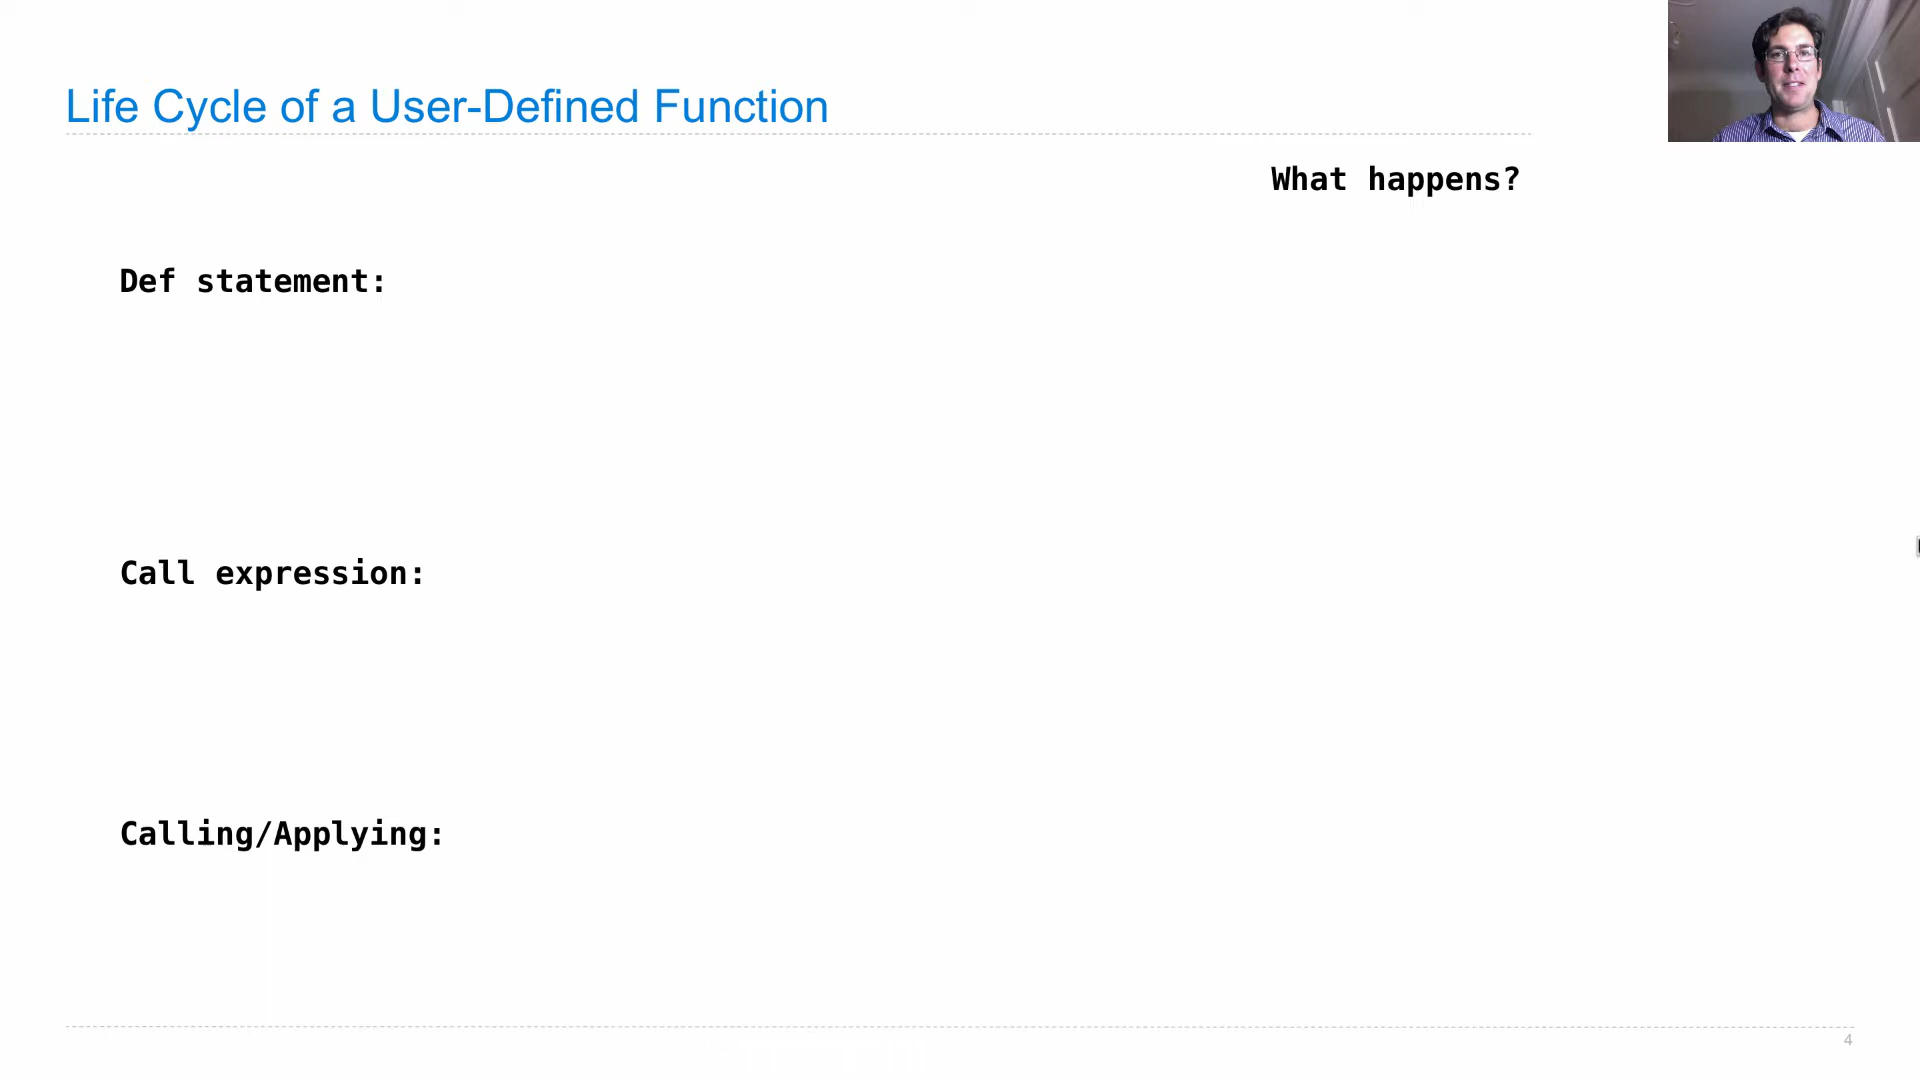 Life Cycle of a User-Defined Function
What happens?
Def statement:
Call expression:
Calling/Applying:
4